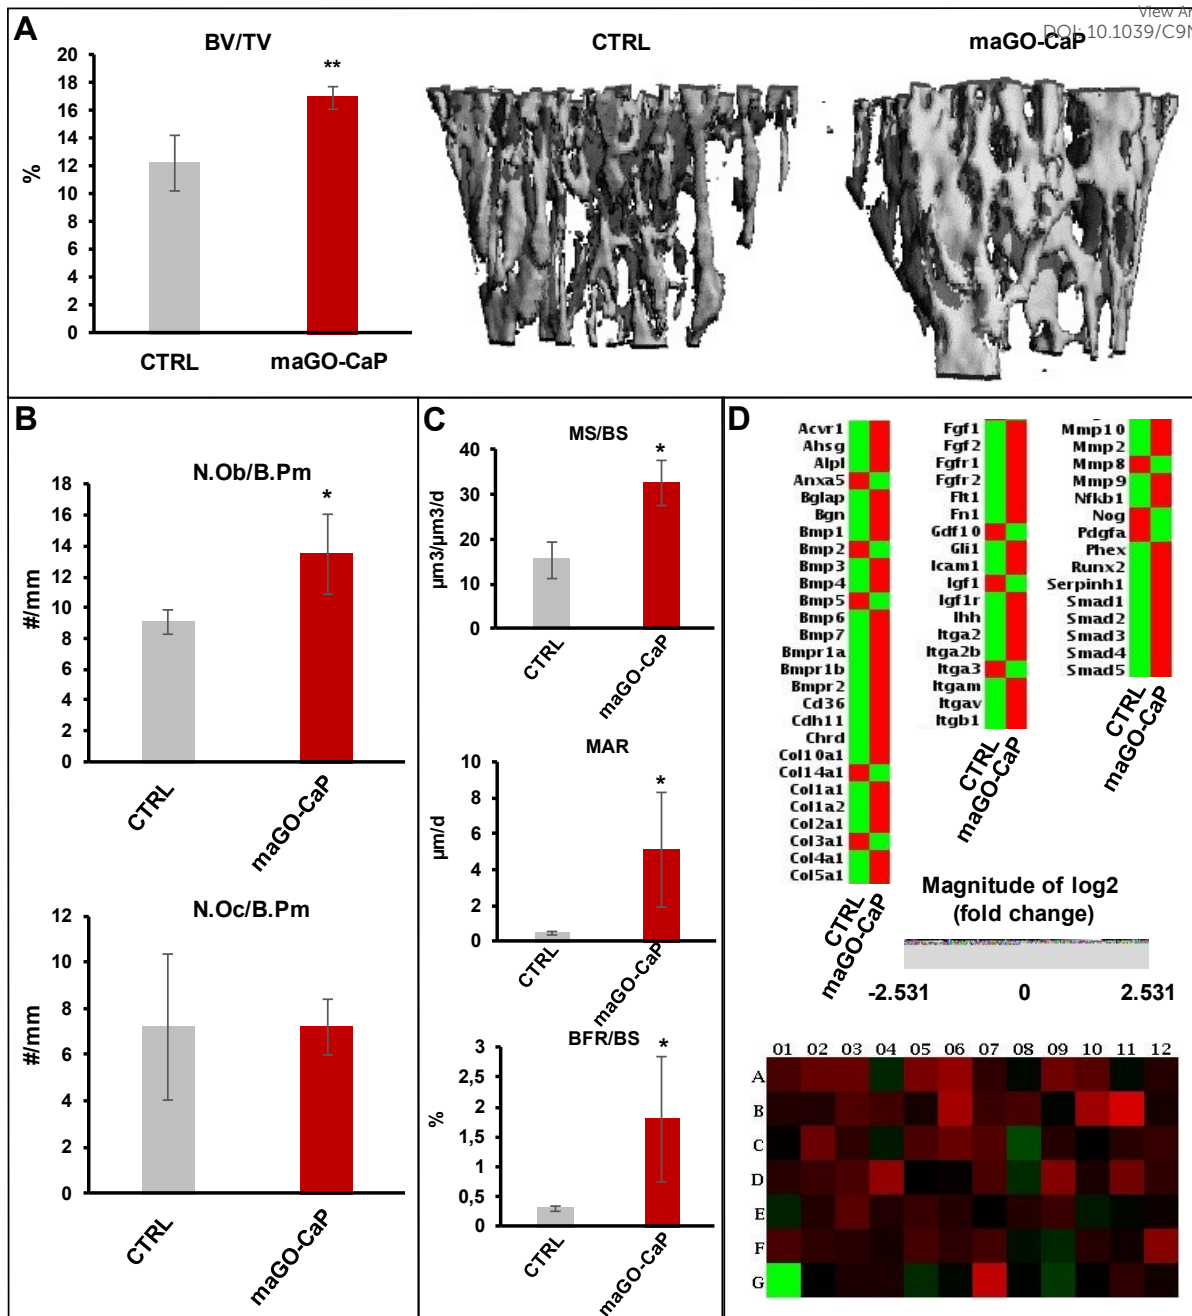 View Ar
DOI: 10.1039/C9N
A
BV/TV
CTRL
maGO-CaP
20
18
16
14
12
10
8
6
4
2
0
%
**
CTRL
maGO-CaP
B
N.Ob/B.Pm
18
16
14
12
10
8
6
4
2
0
#/mm
*
CTRL
maGO-CaP
N.Oc/B.Pm
12
10
8
6
4
2
0
#/mm
CTRL
maGO-CaP
C
MS/BS
40
30
20
10
0
µm3/µm3/d
*
CTRL
maGO-CaP
MAR
10
8
6
4
2
0
µm/d
*
CTRL
maGO-CaP
BFR/BS
3
2,5
2
1,5
1
0,5
0
%
*
CTRL
maGO-CaP
D
Acvr1
Ahsg
Alpl
Anxa5
Bglap
Bgn
Bmp1
Bmp2
Bmp3
Bmp4
Bmp5
Bmp6
Bmp7
Bmpr1a
Bmpr1b
Bmpr2
Cd36
Cdh11
Chrd
Col10a1
Col14a1
Col1a1
Col1a2
Col2a1
Col3a1
Col4a1
Col5a1
CTRL
maGO-CaP
Fgf1
Fgf2
Fgfr1
Fgfr2
Flt1
Fn1
Gdf10
Gli1
Icam1
Igf1
Igf1r
Ihh
Itga2
Itga2b
Itga3
Itgam
Itgav
Itgb1
CTRL
maGO-CaP
Mmp10
Mmp2
Mmp8
Mmp9
Nfkb1
Nog
Pdgfa
Phex
Runx2
Serpinh1
Smad1
Smad2
Smad3
Smad4
Smad5
CTRL
maGO-CaP
Magnitude of log2
(fold change)
-2.531 0 2.531
01 02 03 04 05 06 07 08 09 10 11 12
A
B
C
D
E
F
G